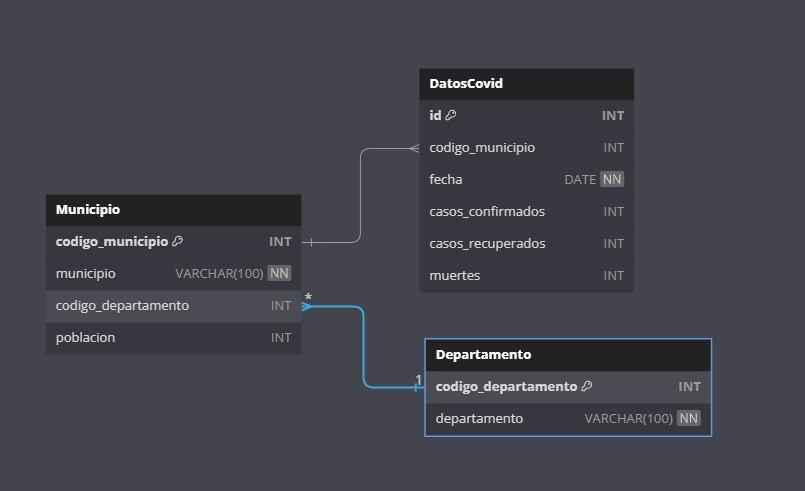 DatosCovid
id INT
codigo_municipio INT
fecha DATE NN
casos_confirmados INT
casos_recuperados INT
muertes INT
Municipio
codigo_municipio INT
municipio VARCHAR(100) NN
codigo_departamento INT
poblacion INT
*
1
Departamento
codigo_departamento INT
departamento VARCHAR(100) NN